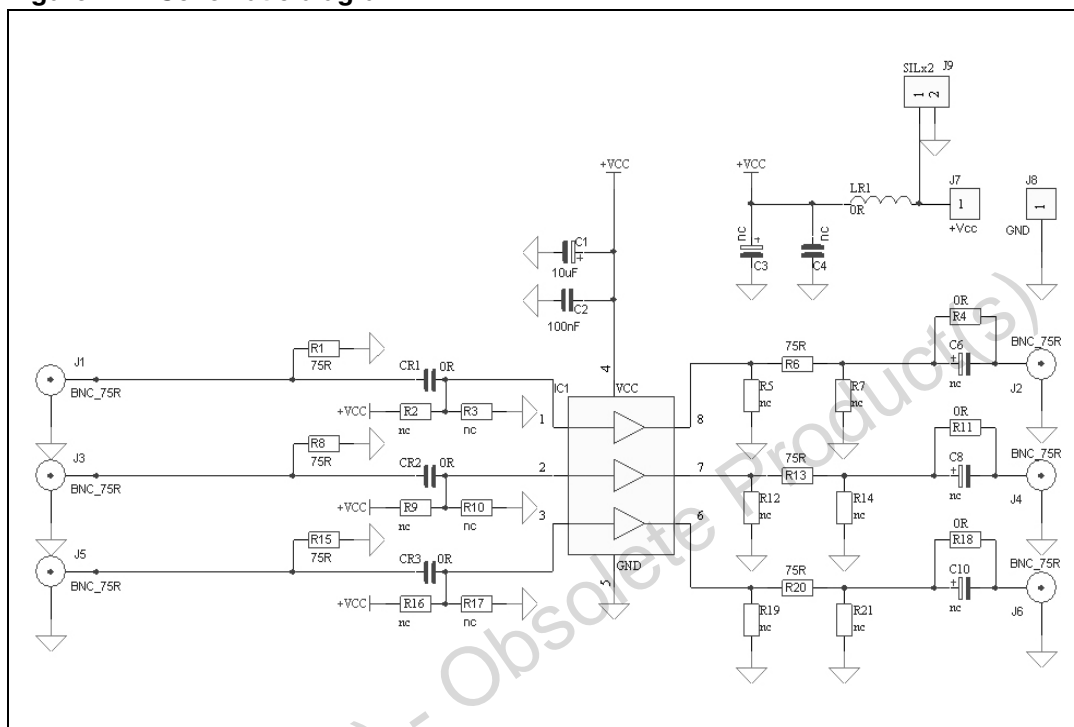 SILx2 J9
1 2
+VCC
+VCC
LR1
0R
J7
1
+Vcc
J8
1
GND
nc
C3
nc
C4
C1
+
10uF
C2
100nF
J1
BNC_75R
R1
75R
CR1 0R
+VCC R2 R3
nc nc
1
IC1
4
VCC
8
R5
nc
75R
R6
R7
nc
0R
R4
C6
+
nc
BNC_75R
J2
J3
BNC_75R
R8
75R
CR2 0R
+VCC R9 R10
nc nc
2
7
R12
nc
75R
R13
R14
nc
0R
R11
C8
+
nc
BNC_75R
J4
J5
BNC_75R
R15
75R
CR3 0R
+VCC R16 R17
nc nc
3
6
GND
5
R19
nc
75R
R20
R21
nc
0R
R18
C10
+
nc
BNC_75R
J6
- Obsolete Product(s)